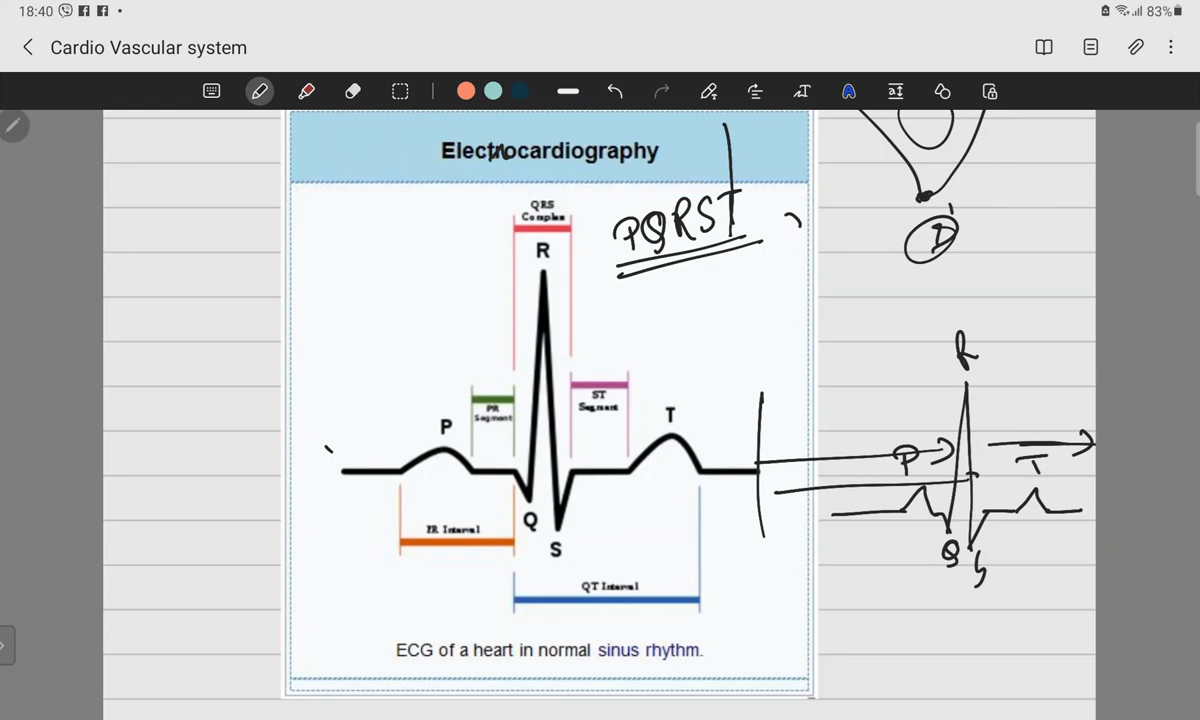 18:40 83%
Cardio Vascular system
Electrocardiography
QRS
Complex
R
PQRST
D
PR
Segment
ST
Segment
P
T
R
P
T
Q
S
Q
S
PR Interval
QT Interval
ECG of a heart in normal sinus rhythm.